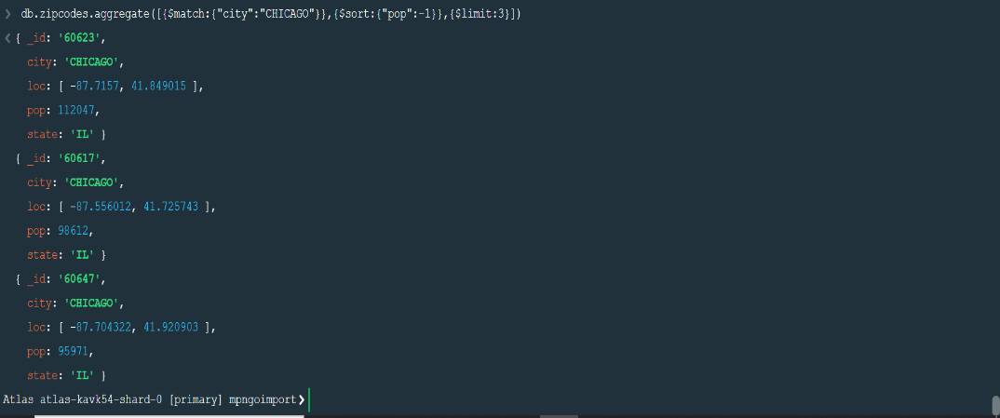 ❯ db.zipcodes.aggregate([{$match:{"city":"CHICAGO"}},{$sort:{"pop":-1}},{$limit:3}])
❮ { _id: '60623',
city: 'CHICAGO',
loc: [ -87.7157, 41.849015 ],
pop: 112047,
state: 'IL' }
{ _id: '60617',
city: 'CHICAGO',
loc: [ -87.556012, 41.725743 ],
pop: 98612,
state: 'IL' }
{ _id: '60647',
city: 'CHICAGO',
loc: [ -87.704322, 41.920903 ],
pop: 95971,
state: 'IL' }
Atlas atlas-kavk54-shard-0 [primary] mpngoimport❯